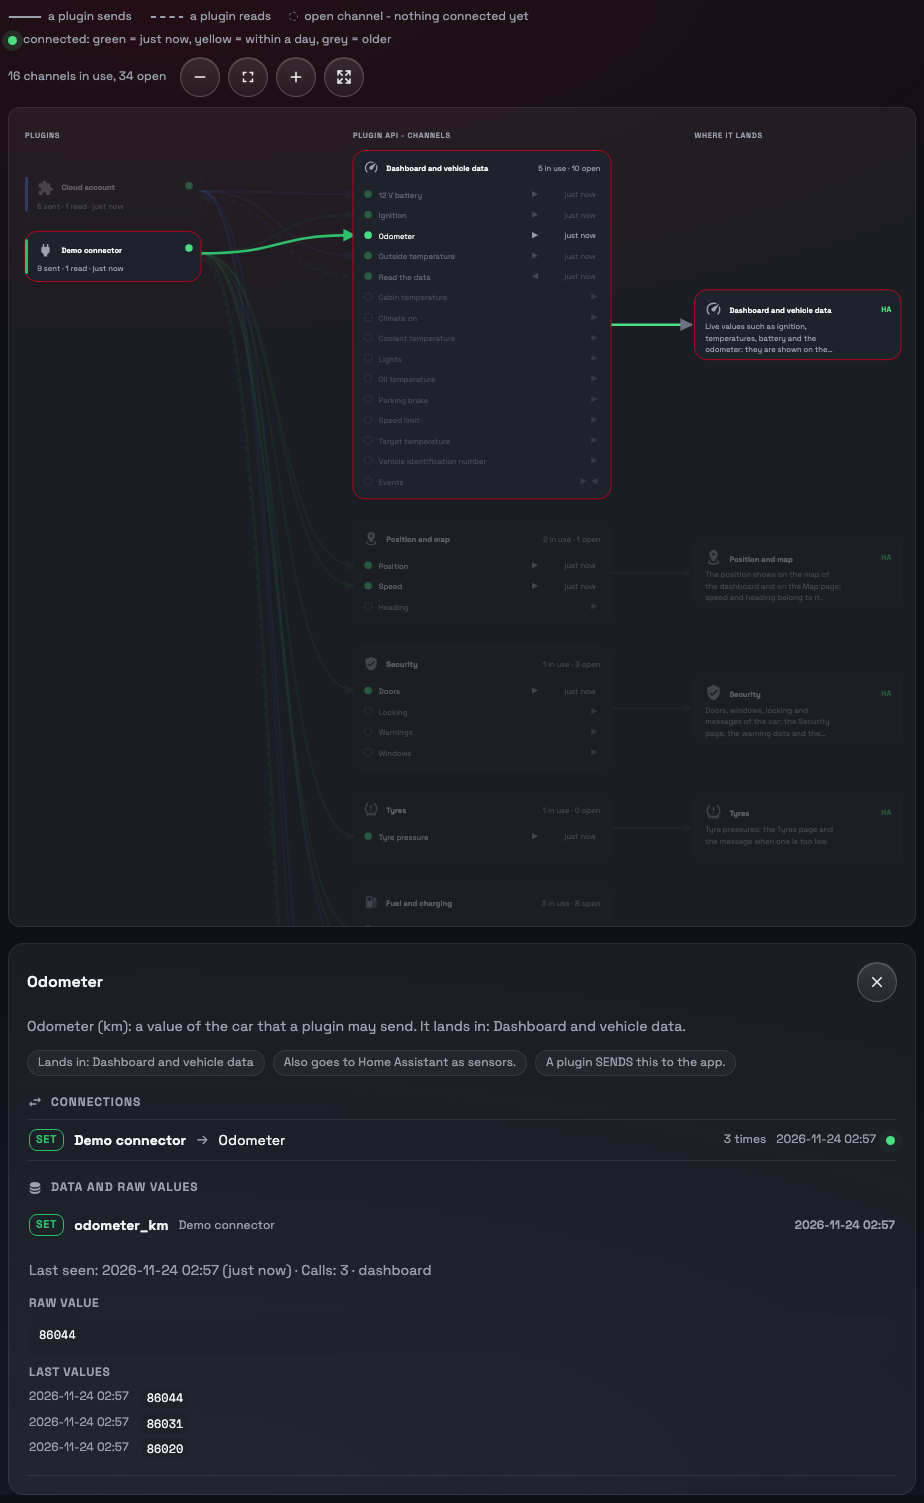 a plugin sends
a plugin reads
open channel - nothing connected yet
connected: green = just now, yellow = within a day, grey = older
16 channels in use, 34 open
PLUGINS
PLUGIN API - CHANNELS
WHERE IT LANDS
Cloud account
5 sent · 1 read · just now
Demo connector
9 sent · 1 read · just now
Dashboard and vehicle data 5 in use · 10 open
12 V battery just now
Ignition just now
Odometer just now
Outside temperature just now
Read the data just now
Cabin temperature
Climate on
Coolant temperature
Lights
Oil temperature
Parking brake
Speed limit
Target temperature
Vehicle identification number
Events
Dashboard and vehicle data HA
Live values such as ignition,
temperatures, battery and the
odometer: they are shown on the...
Position and map 2 in use · 1 open
Position just now
Speed just now
Heading
Position and map HA
The position shows on the map of
the dashboard and on the Map page;
speed and heading belong to it.
Security 1 in use · 3 open
Doors just now
Locking
Warnings
Windows
Security HA
Doors, windows, locking and
messages of the car: the Security
page, the warning dots and the...
Tyres 1 in use · 0 open
Tyre pressure just now
Tyres HA
Tyre pressures: the Tyres page and
the message when one is too low.
Fuel and charging 3 in use · 8 open
Odometer
Odometer (km): a value of the car that a plugin may send. It lands in: Dashboard and vehicle data.
Lands in: Dashboard and vehicle data
Also goes to Home Assistant as sensors.
A plugin SENDS this to the app.
CONNECTIONS
SET Demo connector → Odometer 3 times 2026-11-24 02:57
DATA AND RAW VALUES
SET odometer_km Demo connector 2026-11-24 02:57
Last seen: 2026-11-24 02:57 (just now) · Calls: 3 · dashboard
RAW VALUE
86044
LAST VALUES
2026-11-24 02:57 86044
2026-11-24 02:57 86031
2026-11-24 02:57 86020